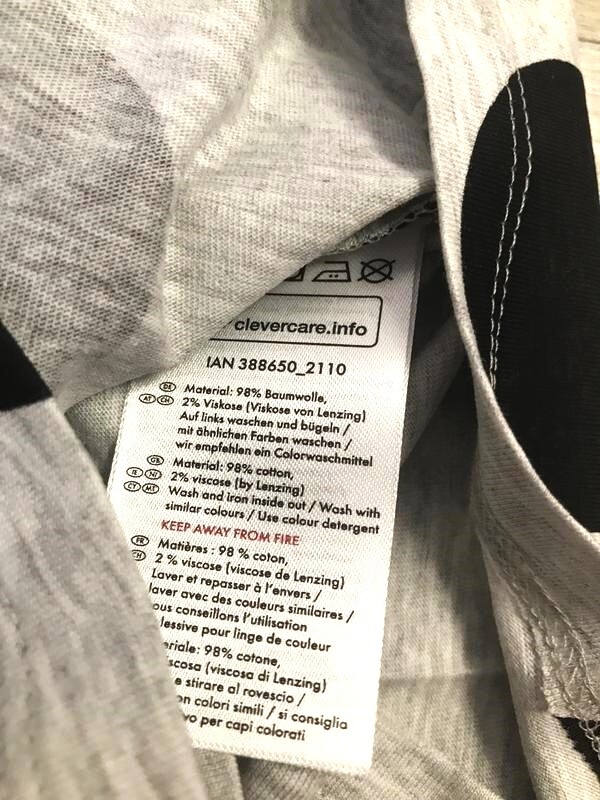 clevercare.info
IAN 388650_2110
DE Material: 98% Baumwolle,
AT CH 2% Viskose (Viskose von Lenzing)
Auf links waschen und bügeln /
mit ähnlichen Farben waschen /
wir empfehlen ein Colorwaschmittel
GB Material: 98% cotton,
IE NI 2% viscose (by Lenzing)
CY MT Wash and iron inside out / Wash with
similar colours / Use colour detergent
KEEP AWAY FROM FIRE
FR Matières : 98 % coton,
CH 2 % viscose (viscose de Lenzing)
Laver et repasser à l'envers /
laver avec des couleurs similaires /
ous conseillons l'utilisation
lessive pour linge de couleur
eriale: 98% cotone,
scosa (viscosa di Lenzing)
e stirare al rovescio /
on colori simili / si consiglia
vo per capi colorati